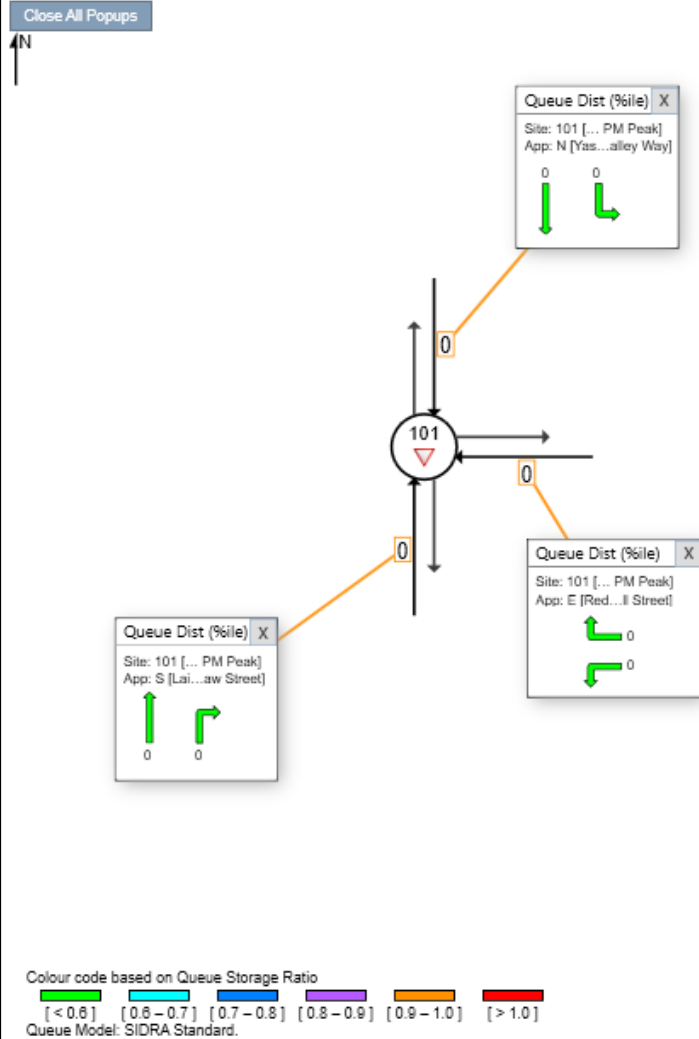 Close All Popups
N
Queue Dist (%ile) X
Site: 101 [... PM Peak]
App: N [Yas...alley Way]
0 0
0
101
0
0
Queue Dist (%ile) X
Site: 101 [... PM Peak]
App: E [Red...ll Street]
0
0
Queue Dist (%ile) X
Site: 101 [... PM Peak]
App: S [Lai...aw Street]
0 0
Colour code based on Queue Storage Ratio
[ < 0.6 ] [ 0.6 – 0.7 ] [ 0.7 – 0.8 ] [ 0.8 – 0.9 ] [ 0.9 – 1.0 ] [ > 1.0 ]
Queue Model: SIDRA Standard.